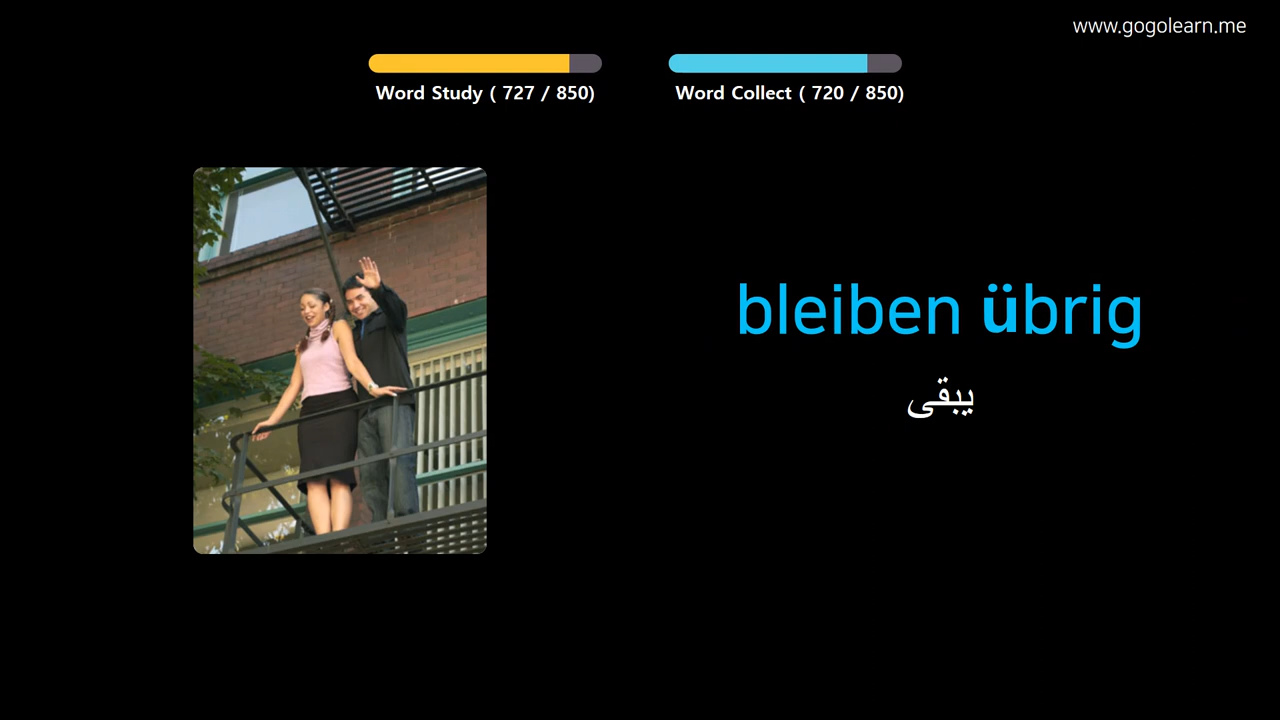 www.gogolearn.me
Word Study ( 727 / 850)
Word Collect ( 720 / 850)
bleiben übrig
يبقى